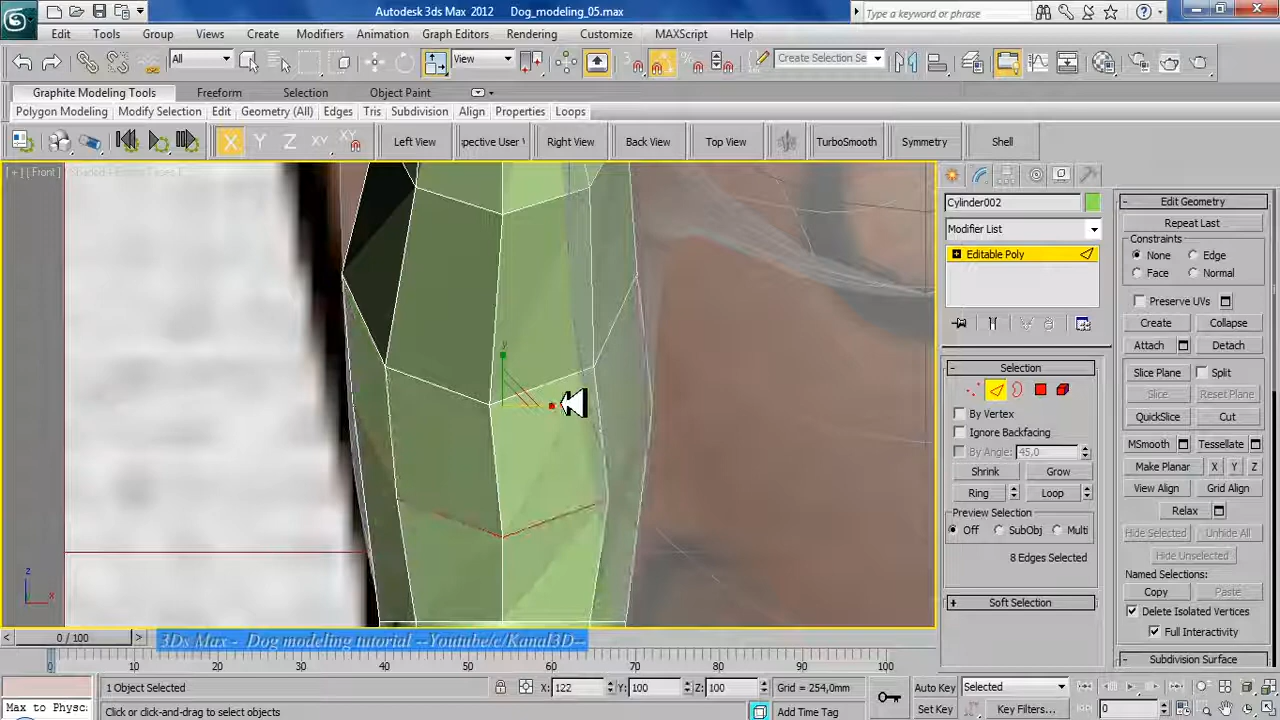 Autodesk 3ds Max 2012 Dog_modeling_05.max
Type a keyword or phrase
Edit Tools Group Views Create Modifiers Animation Graph Editors Rendering Customize MAXScript Help
All View Create Selection Se
Graphite Modeling Tools Freeform Selection Object Paint
Polygon Modeling Modify Selection Edit Geometry (All) Edges Tris Subdivision Align Properties Loops
X Y Z XY XY Left View spective User Right View Back View Top View TurboSmooth Symmetry Shell
[ + ] [ Front ]
Cylinder002
Modifier List
Editable Poly
Selection
By Vertex
Ignore Backfacing
By Angle: 45,0
Shrink Grow
Ring Loop
Preview Selection
Off SubObj Multi
8 Edges Selected
Soft Selection
Edit Geometry
Repeat Last
Constraints
None Edge
Face Normal
Preserve UVs
Create Collapse
Attach Detach
Slice Plane Split
Slice Reset Plane
QuickSlice Cut
MSmooth Tessellate
Make Planar X Y Z
View Align Grid Align
Relax
Hide Selected Unhide All
Hide Unselected
Named Selections:
Copy Paste
Delete Isolated Vertices
Full Interactivity
Subdivision Surface
y
z
x
0 / 100
3Ds Max - Dog modeling tutorial --Youtube/c/Kanal3D--
0 10 20 30 40 50 60 70 80 90 100
1 Object Selected X: 122 Y: 100 Z: 100 Grid = 254,0mm Auto Key Selected
Max to Physc:
Click or click-and-drag to select objects Add Time Tag Set Key Key Filters... 0